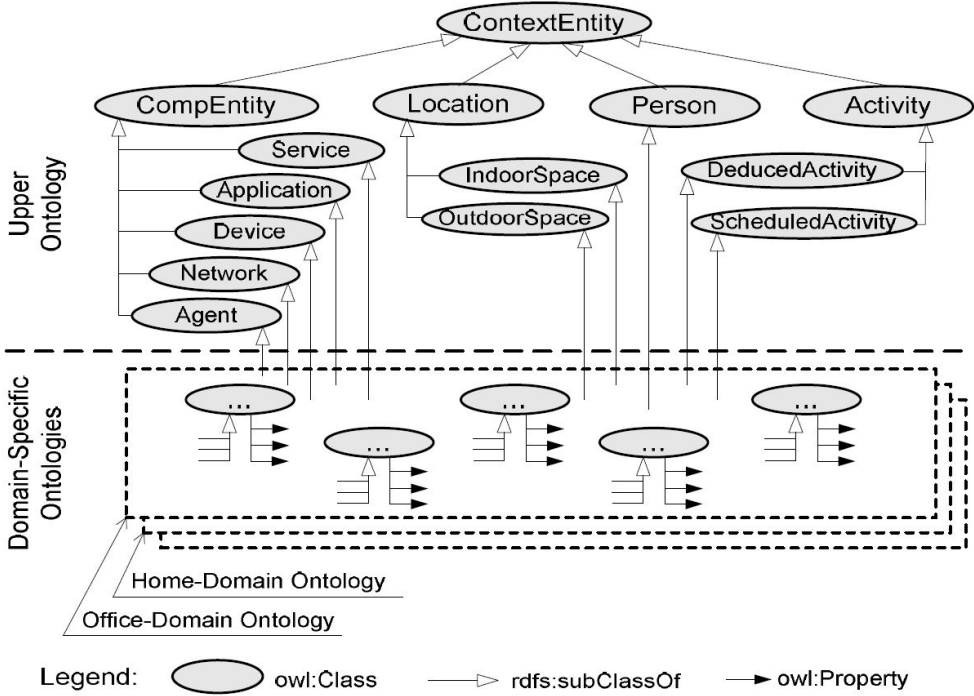 ContextEntity
CompEntity
Location
Person
Activity
Service
Application
Device
Network
Agent
IndoorSpace
OutdoorSpace
DeducedActivity
ScheduledActivity
Upper
Ontology
Domain-Specific
Ontologies
...
...
...
...
...
Home-Domain Ontology
Office-Domain Ontology
Legend:
owl:Class
rdfs:subClassOf
owl:Property